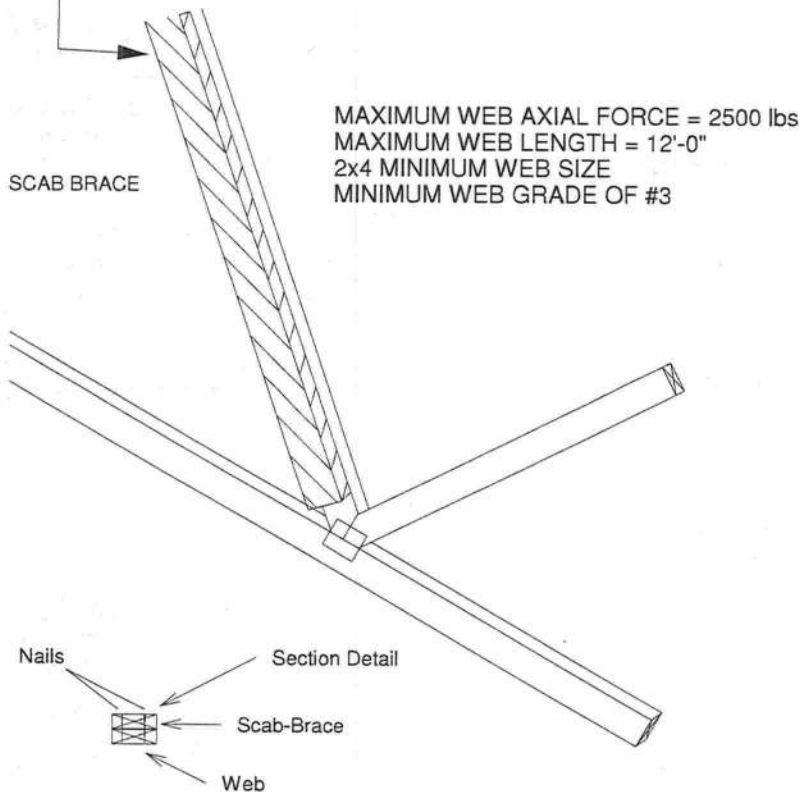 MAXIMUM WEB AXIAL FORCE = 2500 lbs
MAXIMUM WEB LENGTH = 12'-0"
2x4 MINIMUM WEB SIZE
MINIMUM WEB GRADE OF #3
SCAB BRACE
Nails
Section Detail
Scab-Brace
Web